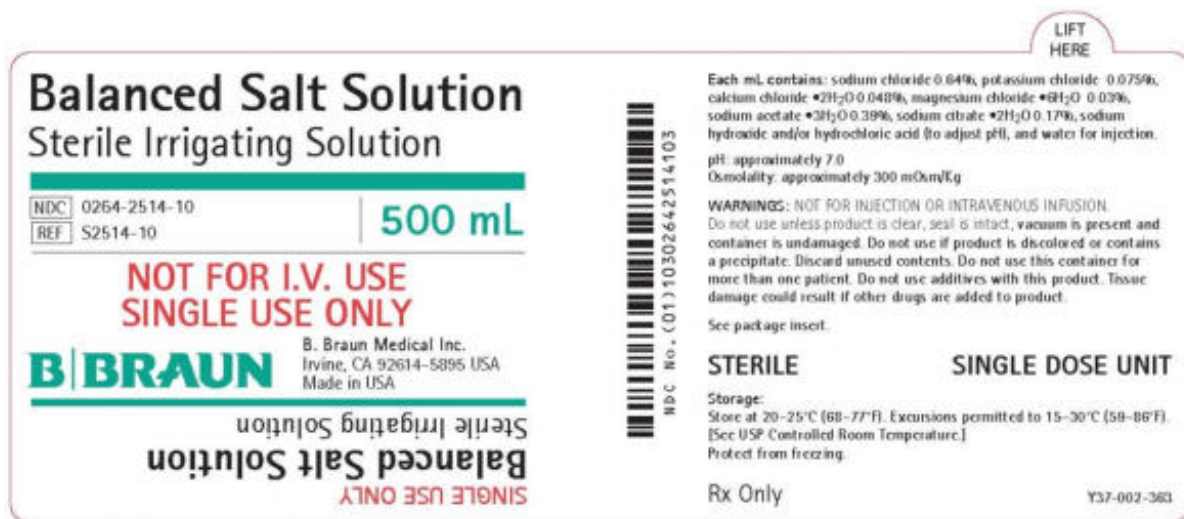 LIFT
HERE
Balanced Salt Solution
Sterile Irrigating Solution
NDC 0264-2514-10
REF S2514-10
500 mL
NOT FOR I.V. USE
SINGLE USE ONLY
B|BRAUN
B. Braun Medical Inc.
Irvine, CA 92614-5895 USA
Made in USA
Sterile Irrigating Solution
Balanced Salt Solution
SINGLE USE ONLY
NDC No. (01)10302642514103
Each mL contains: sodium chloride 0.64%, potassium chloride 0.075%,
calcium chloride •2H₂O 0.048%, magnesium chloride •6H₂O 0.03%,
sodium acetate •3H₂O 0.39%, sodium citrate •2H₂O 0.17%, sodium
hydroxide and/or hydrochloric acid (to adjust pH), and water for injection.
pH: approximately 7.0
Osmolality: approximately 300 mOsm/Kg
WARNINGS: NOT FOR INJECTION OR INTRAVENOUS INFUSION.
Do not use unless product is clear, seal is intact, vacuum is present and
container is undamaged. Do not use if product is discolored or contains
a precipitate. Discard unused contents. Do not use this container for
more than one patient. Do not use additives with this product. Tissue
damage could result if other drugs are added to product.
See package insert.
STERILE SINGLE DOSE UNIT
Storage:
Store at 20-25°C (68-77°F). Excursions permitted to 15-30°C (59-86°F).
[See USP Controlled Room Temperature.]
Protect from freezing.
Rx Only Y37-002-363